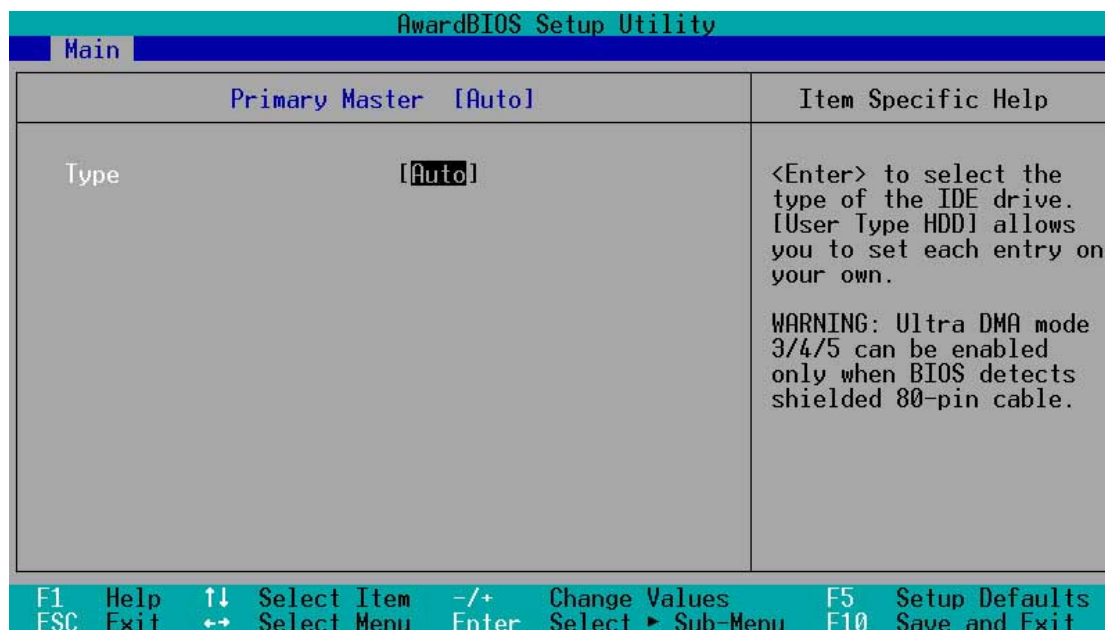 AwardBIOS Setup Utility
Main
Primary Master [Auto]
Item Specific Help
Type [Auto]
<Enter> to select the
type of the IDE drive.
[User Type HDD] allows
you to set each entry on
your own.
WARNING: Ultra DMA mode
3/4/5 can be enabled
only when BIOS detects
shielded 80-pin cable.
F1 Help ↑↓ Select Item -/+ Change Values F5 Setup Defaults
ESC Exit ←→ Select Menu Enter Select ► Sub-Menu F10 Save and Exit